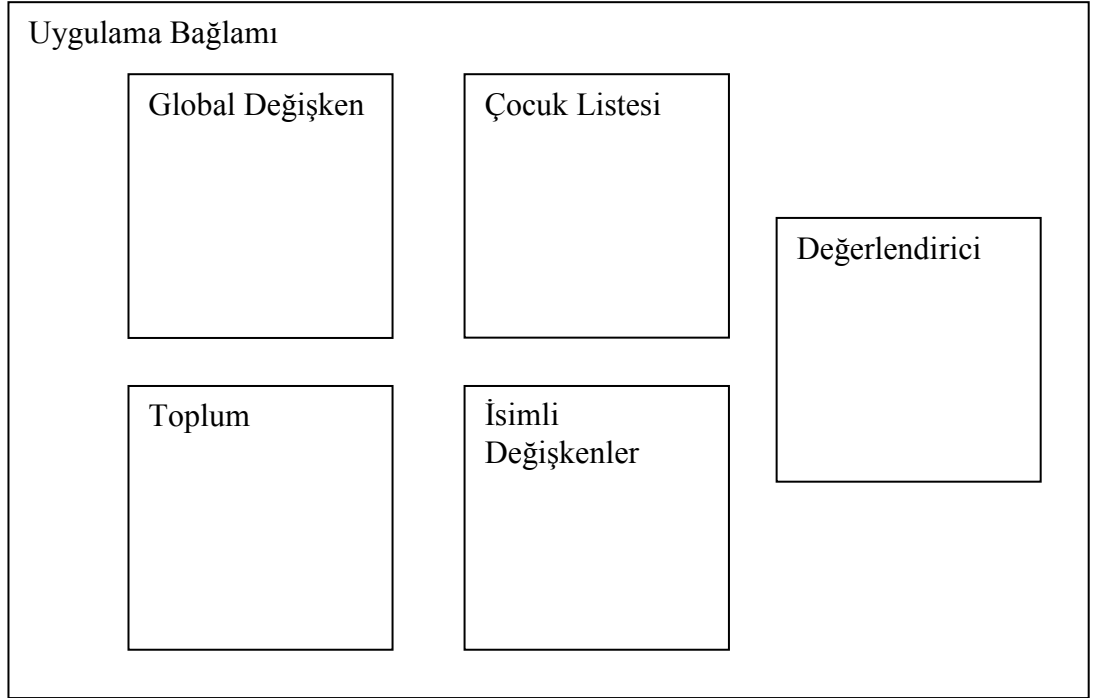 Uygulama Bağlamı
Global Değişken
Çocuk Listesi
Değerlendirici
Toplum
İsimli
Değişkenler